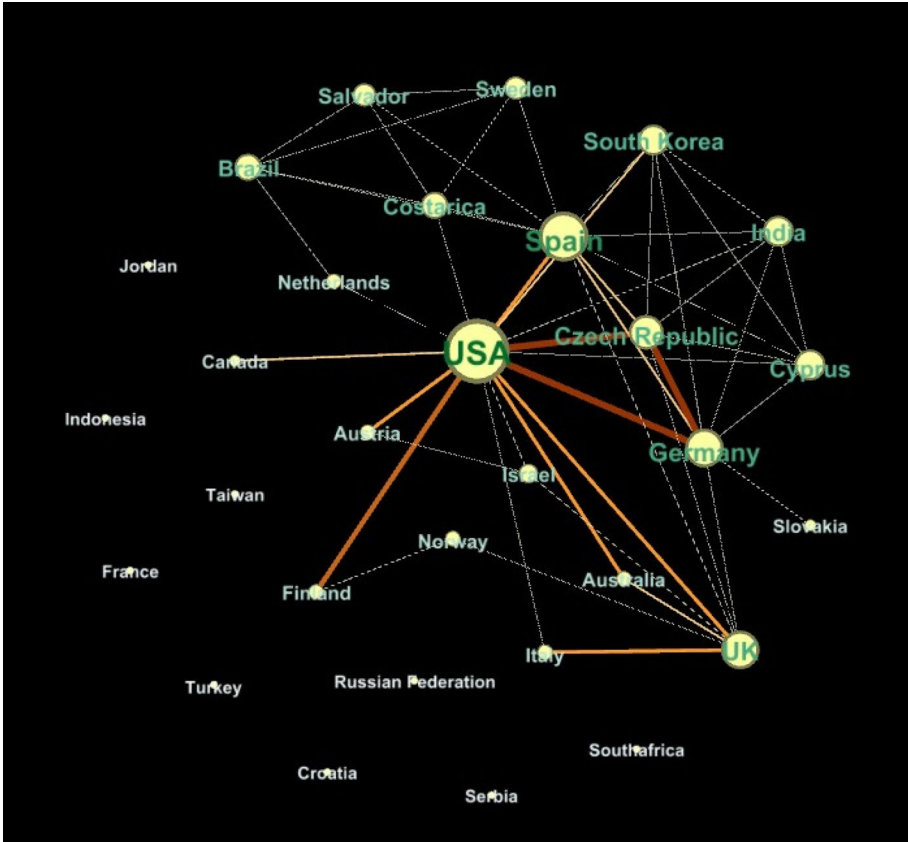 Sweden
Salvador
South Korea
Brazil
Costarica
India
Spain
Jordan
Netherlands
Czech Republic
USA
Canada
Cyprus
Indonesia
Austria
Germany
Israel
Taiwan
Slovakia
Norway
France
Australia
Finland
UK
Italy
Russian Federation
Turkey
Southafrica
Croatia
Serbia